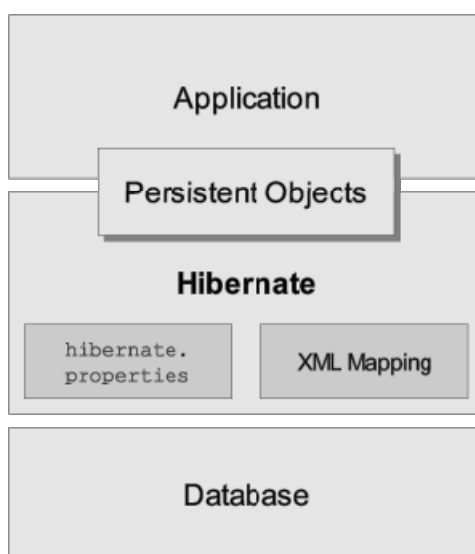 Application
Persistent Objects
Hibernate
hibernate.
properties
XML Mapping
Database